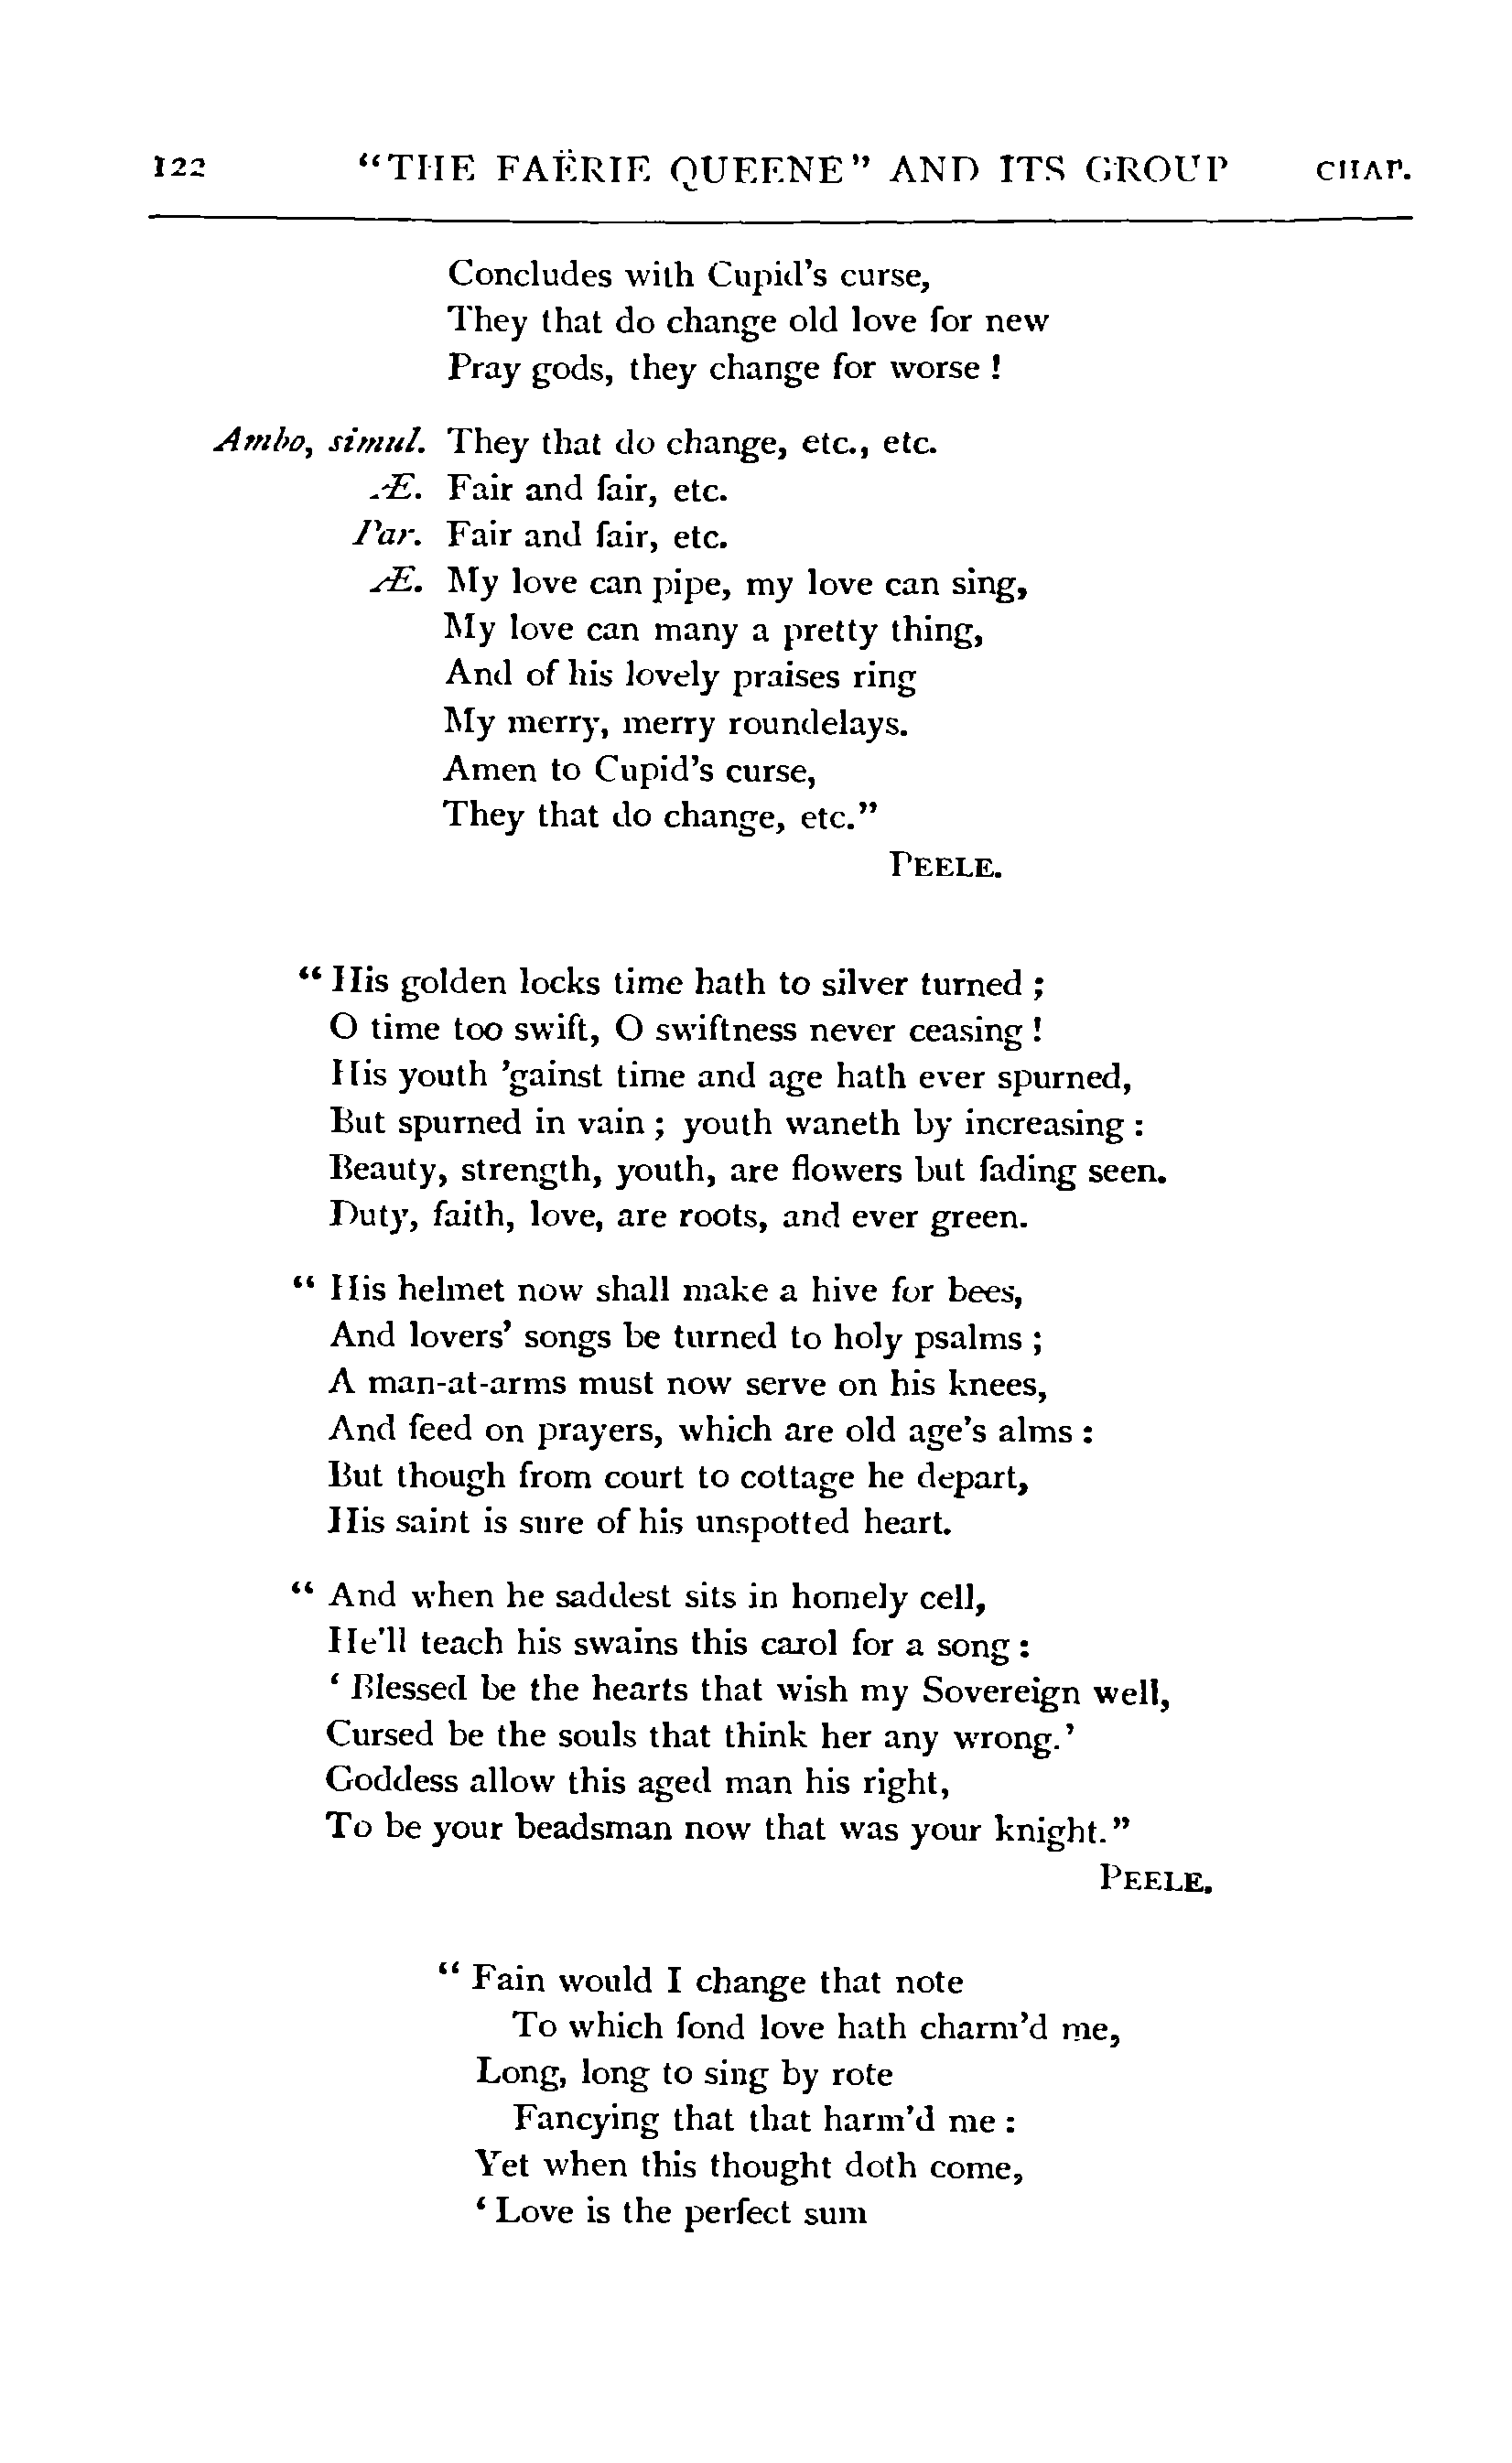 122 “THE FAËRIE QUEENE” AND ITS GROUP CHAP.
Concludes with Cupid’s curse,
They that do change old love for new
Pray gods, they change for worse !
Ambo, simul. They that do change, etc., etc.
Æ. Fair and fair, etc.
Par. Fair and fair, etc.
Æ. My love can pipe, my love can sing,
My love can many a pretty thing,
And of his lovely praises ring
My merry, merry roundelays.
Amen to Cupid’s curse,
They that do change, etc.”
PEELE.
“ His golden locks time hath to silver turned ;
O time too swift, O swiftness never ceasing !
His youth ’gainst time and age hath ever spurned,
But spurned in vain ; youth waneth by increasing :
Beauty, strength, youth, are flowers but fading seen.
Duty, faith, love, are roots, and ever green.
“ His helmet now shall make a hive for bees,
And lovers’ songs be turned to holy psalms ;
A man-at-arms must now serve on his knees,
And feed on prayers, which are old age’s alms :
But though from court to cottage he depart,
His saint is sure of his unspotted heart.
“ And when he saddest sits in homely cell,
He’ll teach his swains this carol for a song :
‘ Blessed be the hearts that wish my Sovereign well,
Cursed be the souls that think her any wrong.’
Goddess allow this aged man his right,
To be your beadsman now that was your knight.”
PEELE.
“ Fain would I change that note
To which fond love hath charm’d me,
Long, long to sing by rote
Fancying that that harm’d me :
Yet when this thought doth come,
‘ Love is the perfect sum